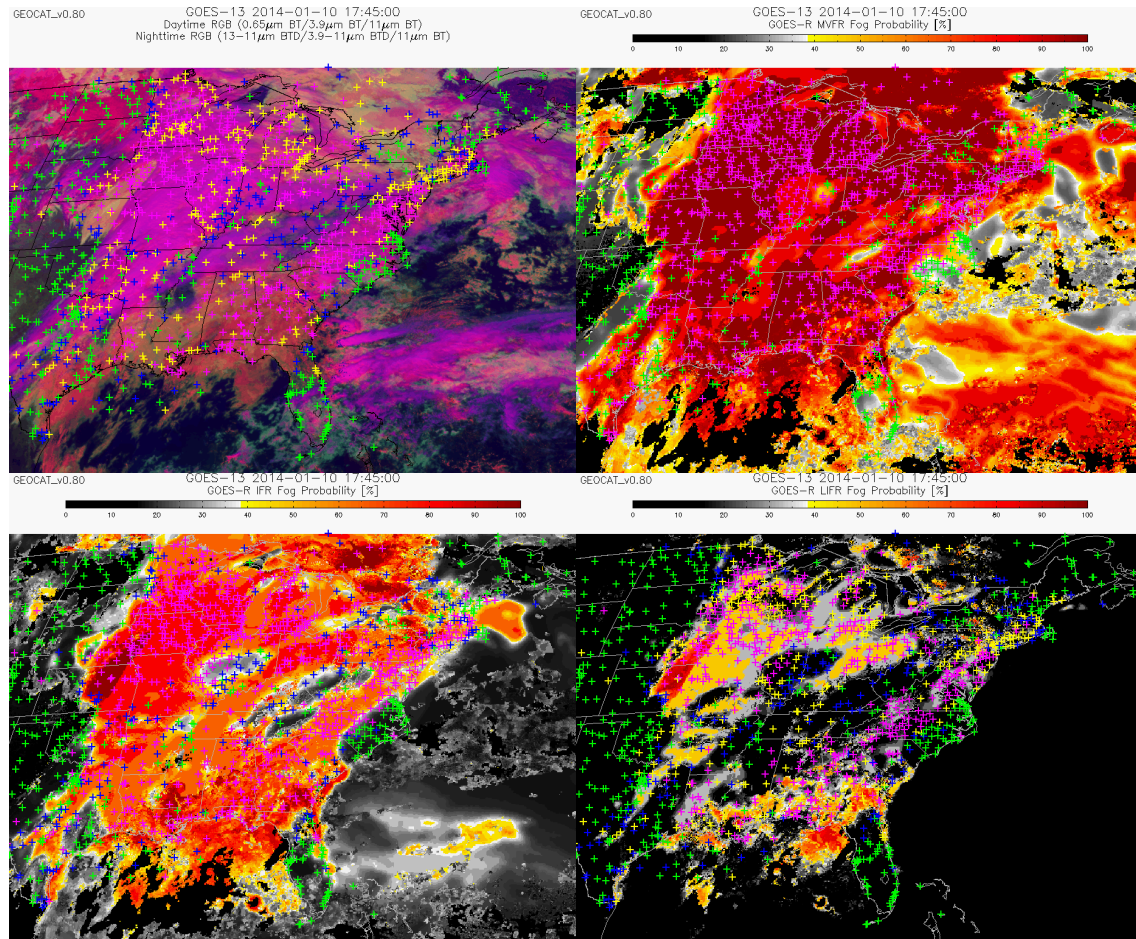 GEOCAT_v0.80
GOES-13 2014-01-10 17:45:00
Daytime RGB (0.65μm BT/3.9μm BT/11μm BT)
Nighttime RGB (13-11μm BTD/3.9-11μm BTD/11μm BT)
GEOCAT_v0.80
GOES-13 2014-01-10 17:45:00
GOES-R MVFR Fog Probability [%]
0 10 20 30 40 50 60 70 80 90 100
GEOCAT_v0.80
GOES-13 2014-01-10 17:45:00
GOES-R IFR Fog Probability [%]
0 10 20 30 40 50 60 70 80 90 100
GEOCAT_v0.80
GOES-13 2014-01-10 17:45:00
GOES-R LIFR Fog Probability [%]
0 10 20 30 40 50 60 70 80 90 100